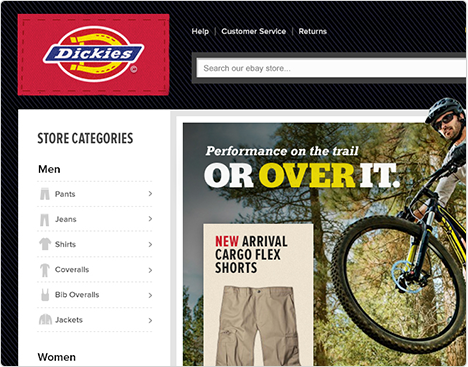 Dickies
©
Help | Customer Service | Returns
Search our ebay store...
STORE CATEGORIES
Men
Pants
Jeans
Shirts
Coveralls
Bib Overalls
Jackets
Women
Performance on the trail
OR OVER IT.
NEW ARRIVAL
CARGO FLEX
SHORTS